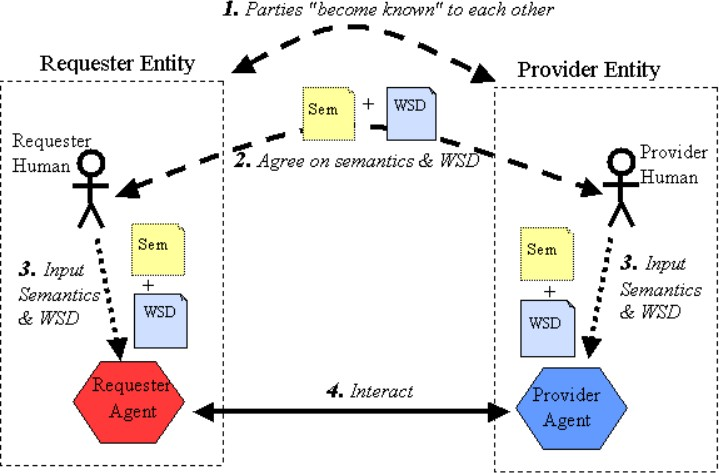 1. Parties "become known" to each other
Requester Entity
Provider Entity
Sem
+
WSD
2. Agree on semantics & WSD
Requester
Human
Provider
Human
Sem
+
WSD
3. Input
Semantics
& WSD
Sem
+
WSD
3. Input
Semantics
& WSD
Requester
Agent
4. Interact
Provider
Agent